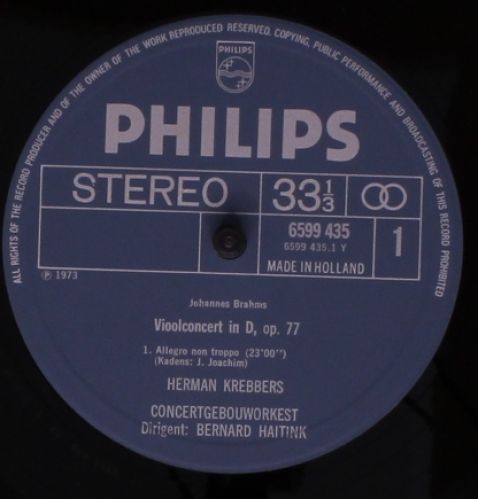 ALL RIGHTS OF THE RECORD PRODUCER AND OF THE OWNER OF THE WORK REPRODUCED RESERVED. COPYING, PUBLIC PERFORMANCE AND BROADCASTING OF THIS RECORD PROHIBITED
PHILIPS
PHILIPS
STEREO
33 1/3
6599 435
6599 435.1 Y
1
MADE IN HOLLAND
℗ 1973
Johannes Brahms
Vioolconcert in D, op. 77
1. Allegro non troppo (23'00")
(Kadens: J. Joachim)
HERMAN KREBBERS
CONCERTGEBOUWORKEST
Dirigent: BERNARD HAITINK